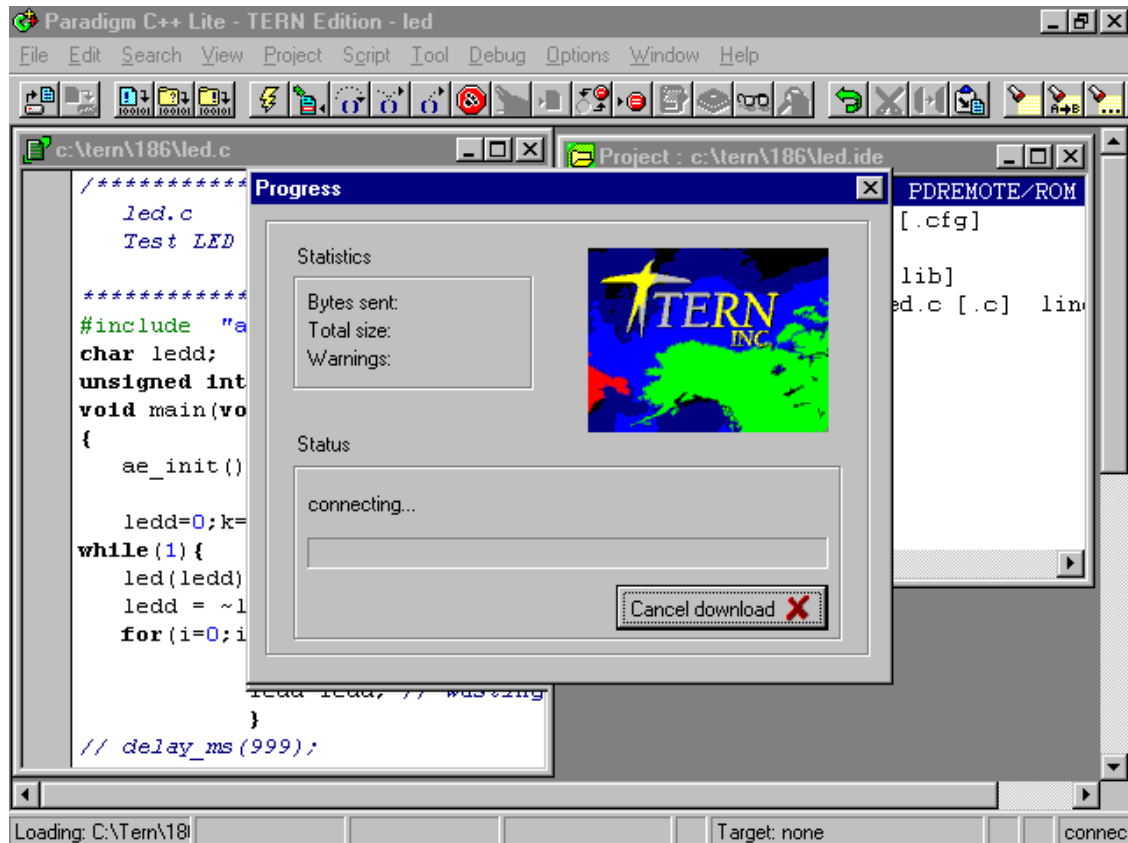 Paradigm C++ Lite - TERN Edition - led
File Edit Search View Project Script Tool Debug Options Window Help
c:\tern\186\led.c
/***********
led.c
Test LED
************
#include "a
char ledd;
unsigned int
void main(vo
{
ae_init()
ledd=0;k=
while(1){
led(ledd)
ledd = ~l
for(i=0;i
}
// delay_ms(999);
Project : c:\tern\186\led.ide
PDREMOTE/ROM
[.cfg]
lib]
ed.c [.c] lin
Progress
Statistics
Bytes sent:
Total size:
Warnings:
TERN
INC.
Status
connecting...
Cancel download
Loading: C:\Tern\18
Target: none
connec